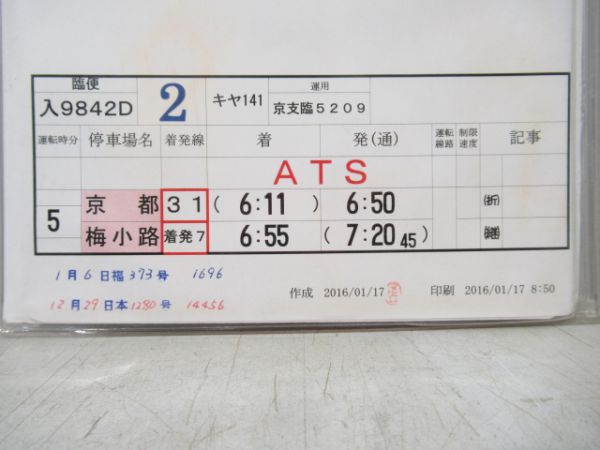 臨便 2 キヤ141 運用
入9842D 京支臨5209
運転時分 停車場名 着発線 着 発(通) 運転線路 制限速度 記事
ATS
5 京都 31 ( 6:11 ) 6:50 (折)
梅小路 着発7 6:55 ( 7:20 45 ) (継)
1月6日福373号 1696
作成 2016/01/17 印刷 2016/01/17 8:50
12月29日本1280号 14456